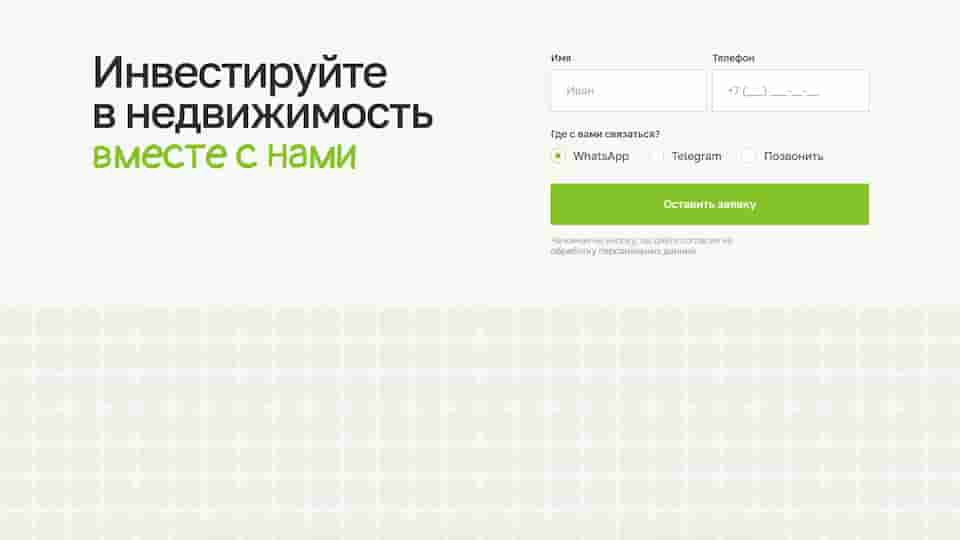 Инвестируйте
в недвижимость
вместе с нами
Имя
Телефон
Иван
+7 (___) ___-__-__
Где с вами связаться?
WhatsApp
Telegram
Позвонить
Оставить заявку
Нажимая на кнопку, вы даете согласие на
обработку персональных данных